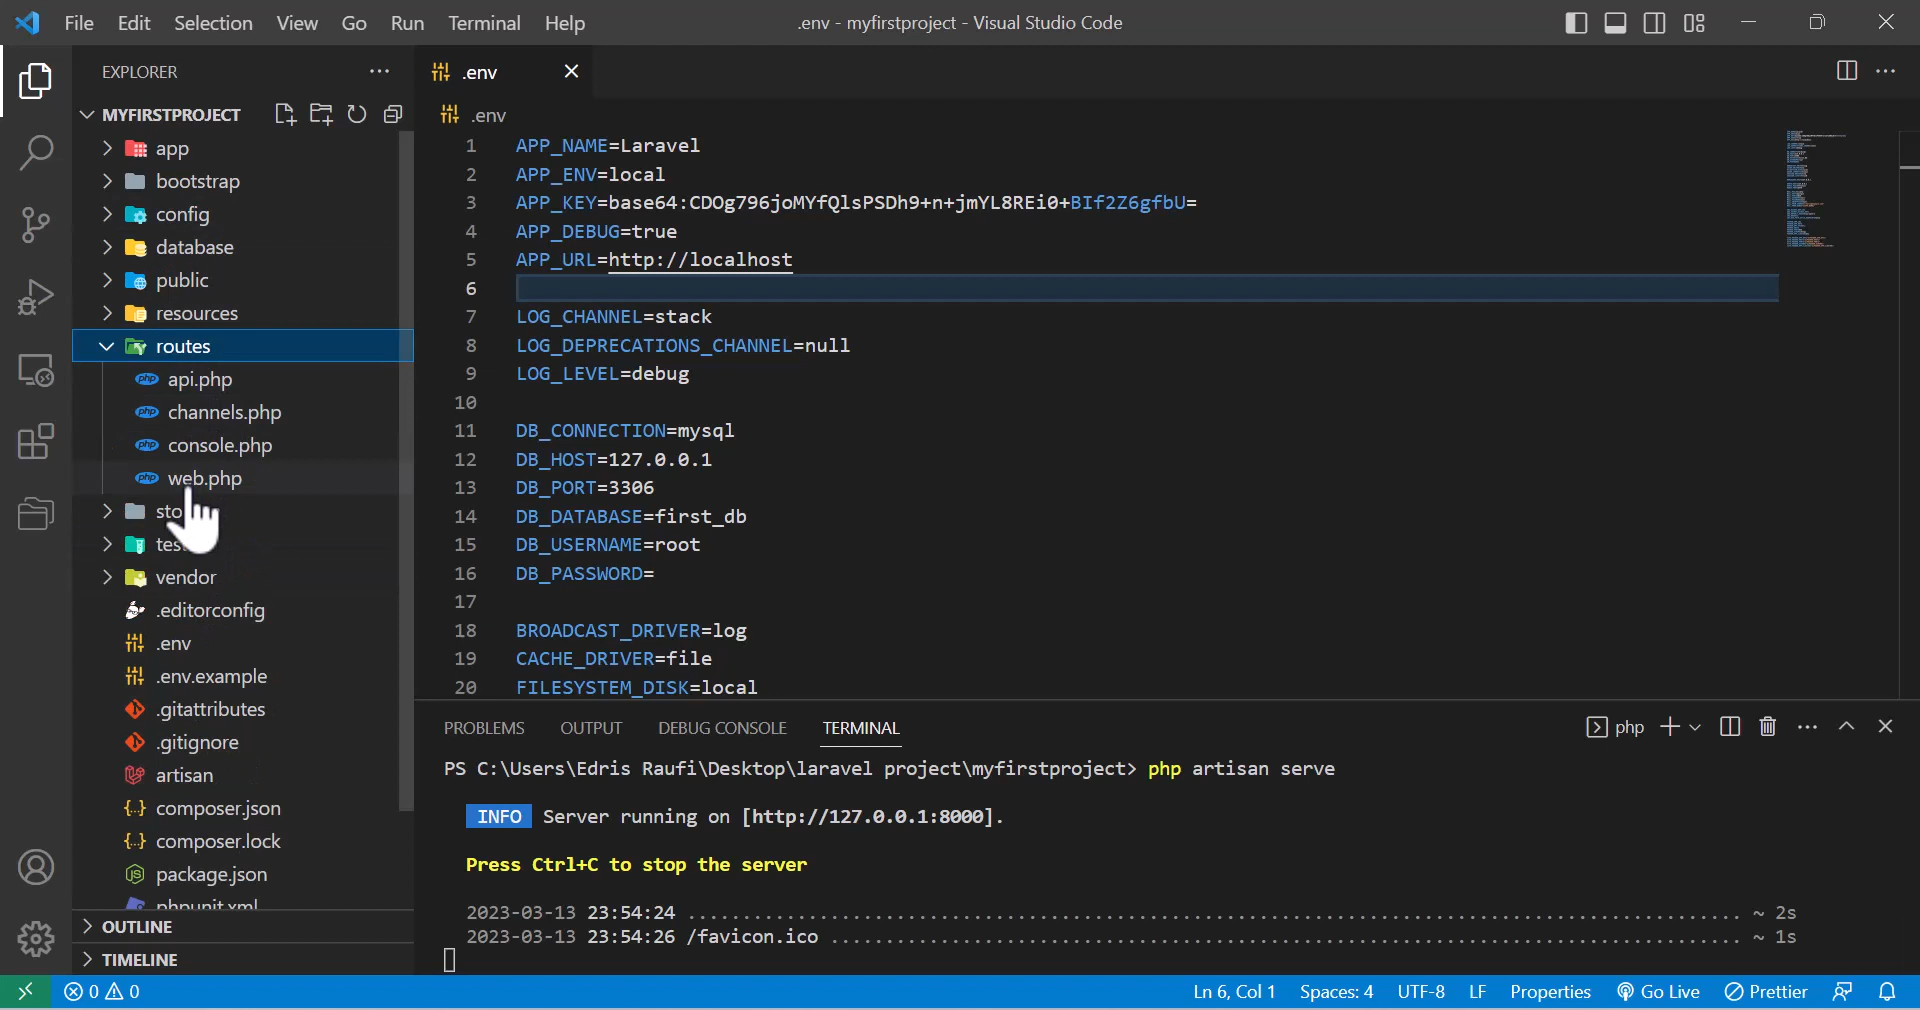 File Edit Selection View Go Run Terminal Help
.env - myfirstproject - Visual Studio Code
EXPLORER
MYFIRSTPROJECT
app
bootstrap
config
database
public
resources
routes
php api.php
php channels.php
php console.php
php web.php
sto
tes
vendor
.editorconfig
.env
.env.example
.gitattributes
.gitignore
artisan
{..} composer.json
{..} composer.lock
package.json
phpunit.xml
OUTLINE
TIMELINE
.env
.env
1 APP_NAME=Laravel
2 APP_ENV=local
3 APP_KEY=base64:CDOg796joMYfQlsPSDh9+n+jmYL8REi0+BIf2Z6gfbU=
4 APP_DEBUG=true
5 APP_URL=http://localhost
6
7 LOG_CHANNEL=stack
8 LOG_DEPRECATIONS_CHANNEL=null
9 LOG_LEVEL=debug
10
11 DB_CONNECTION=mysql
12 DB_HOST=127.0.0.1
13 DB_PORT=3306
14 DB_DATABASE=first_db
15 DB_USERNAME=root
16 DB_PASSWORD=
17
18 BROADCAST_DRIVER=log
19 CACHE_DRIVER=file
20 FILESYSTEM_DISK=local
PROBLEMS OUTPUT DEBUG CONSOLE TERMINAL
php
PS C:\Users\Edris Raufi\Desktop\laravel project\myfirstproject> php artisan serve
INFO Server running on [http://127.0.0.1:8000].
Press Ctrl+C to stop the server
2023-03-13 23:54:24 ................................................................................................ ~ 2s
2023-03-13 23:54:26 /favicon.ico ................................................................................... ~ 1s
0 0
Ln 6, Col 1 Spaces: 4 UTF-8 LF Properties Go Live Prettier